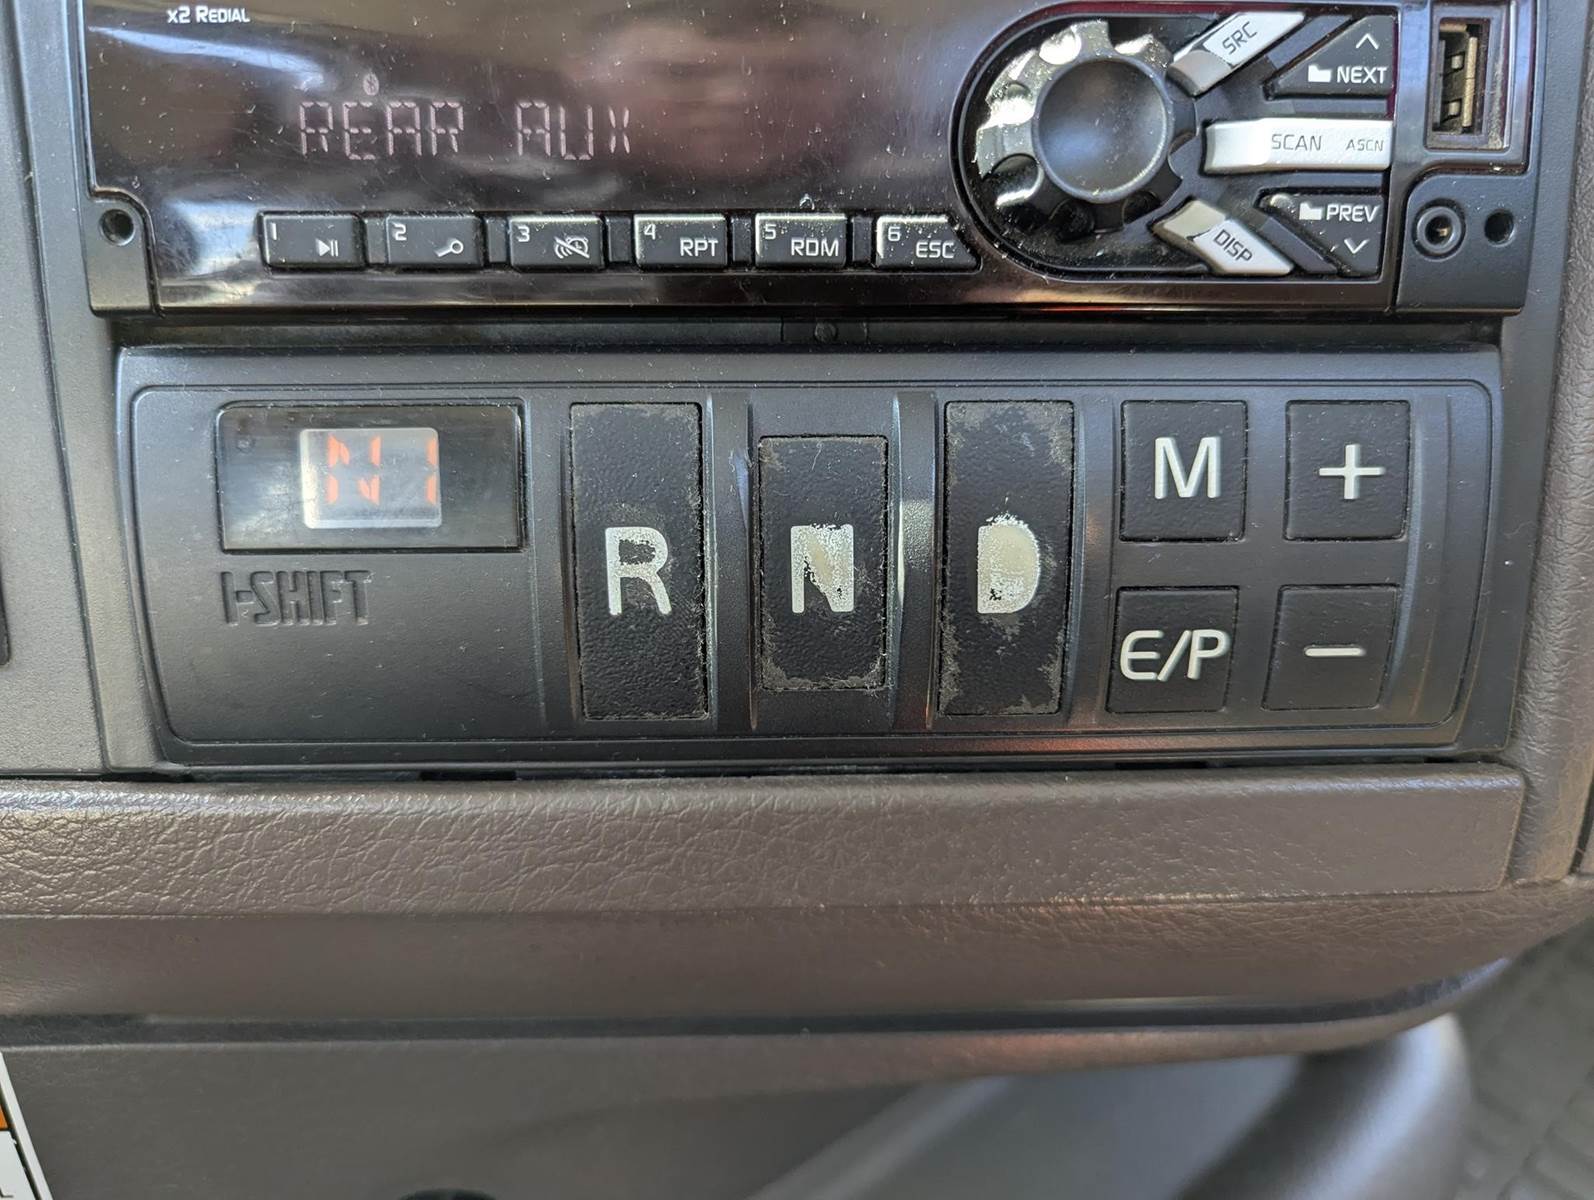 x2 REDIAL
SRC
NEXT
REAR AUX
SCAN ASCN
PREV
1 2 3 4 RPT 5 RDM 6 ESC
DISP
N1
I-SHIFT
R N D
M +
E/P −